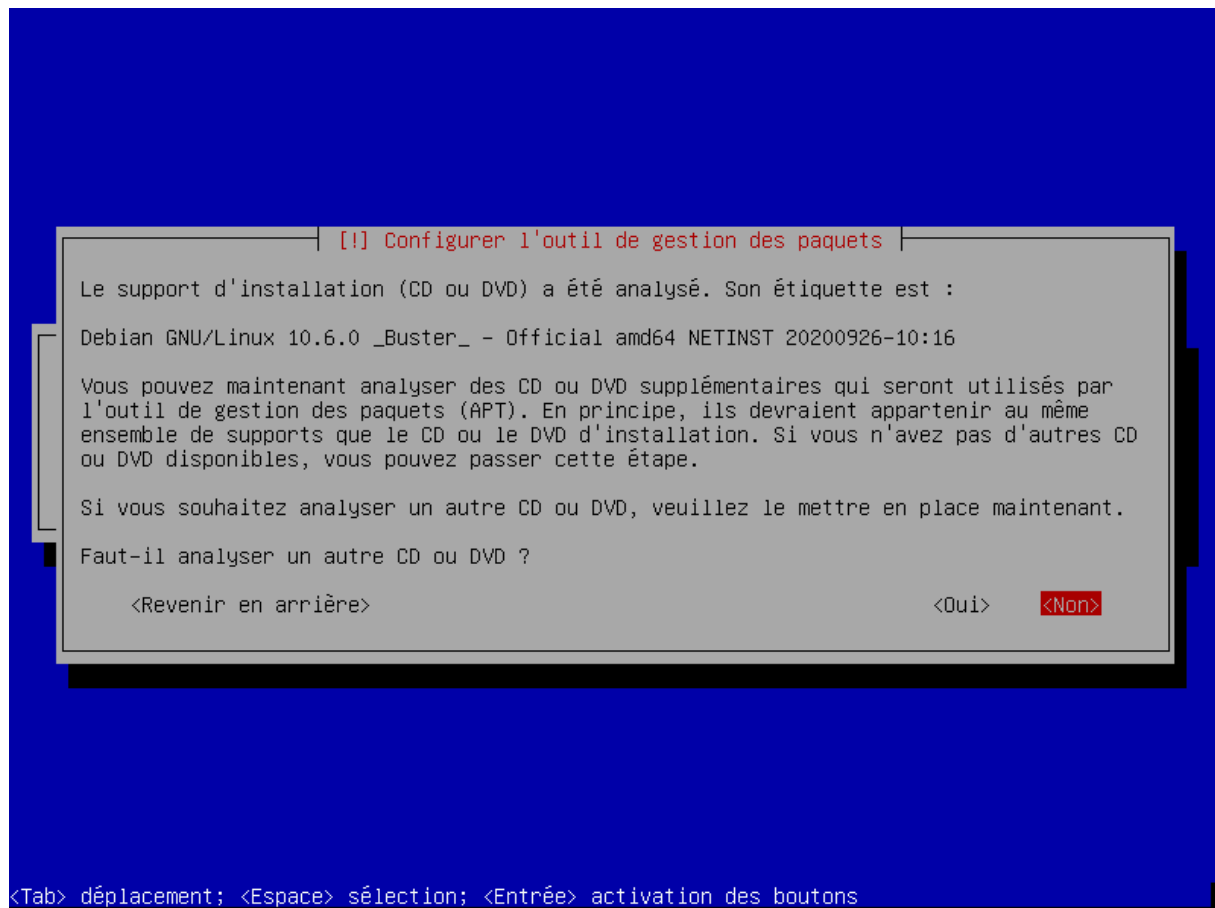 [!] Configurer l'outil de gestion des paquets
Le support d'installation (CD ou DVD) a été analysé. Son étiquette est :
Debian GNU/Linux 10.6.0 _Buster_ - Official amd64 NETINST 20200926-10:16
Vous pouvez maintenant analyser des CD ou DVD supplémentaires qui seront utilisés par
l'outil de gestion des paquets (APT). En principe, ils devraient appartenir au même
ensemble de supports que le CD ou le DVD d'installation. Si vous n'avez pas d'autres CD
ou DVD disponibles, vous pouvez passer cette étape.
Si vous souhaitez analyser un autre CD ou DVD, veuillez le mettre en place maintenant.
Faut-il analyser un autre CD ou DVD ?
<Revenir en arrière> <Oui> <Non>
<Tab> déplacement; <Espace> sélection; <Entrée> activation des boutons